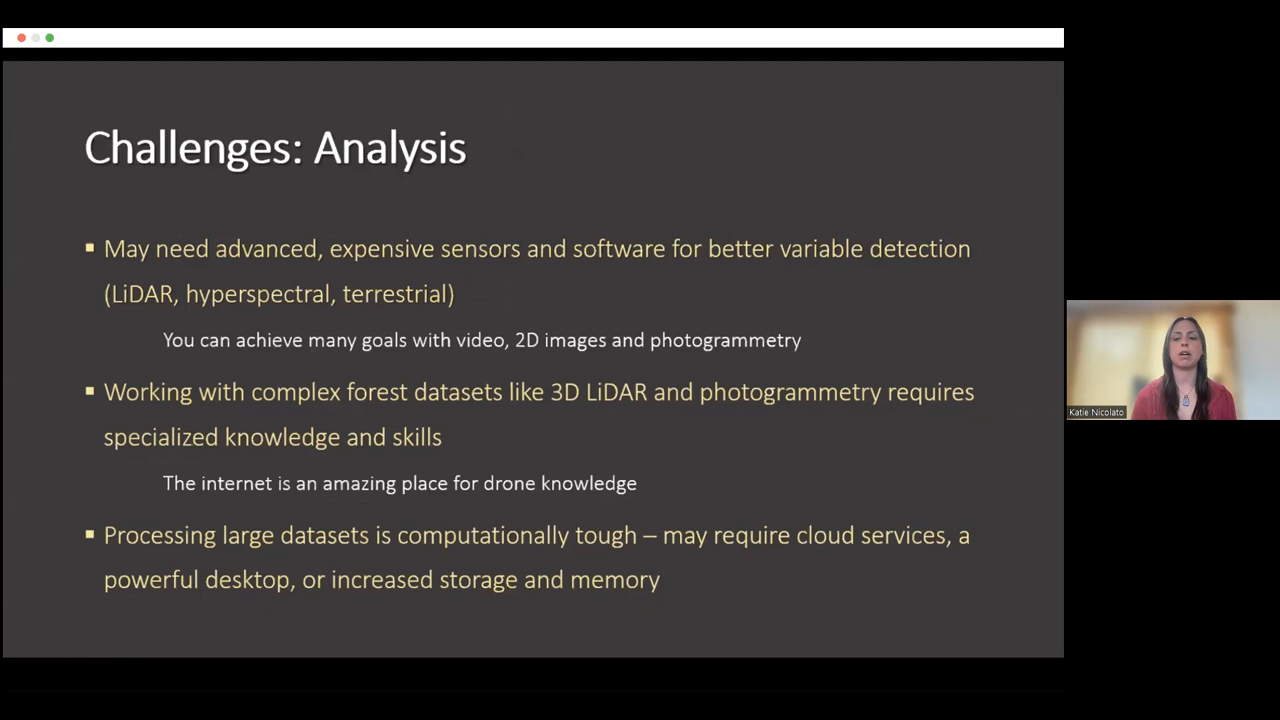 Challenges: Analysis
▪ May need advanced, expensive sensors and software for better variable detection
(LiDAR, hyperspectral, terrestrial)
You can achieve many goals with video, 2D images and photogrammetry
▪ Working with complex forest datasets like 3D LiDAR and photogrammetry requires
specialized knowledge and skills
The internet is an amazing place for drone knowledge
▪ Processing large datasets is computationally tough – may require cloud services, a
powerful desktop, or increased storage and memory
Katie Nicolato